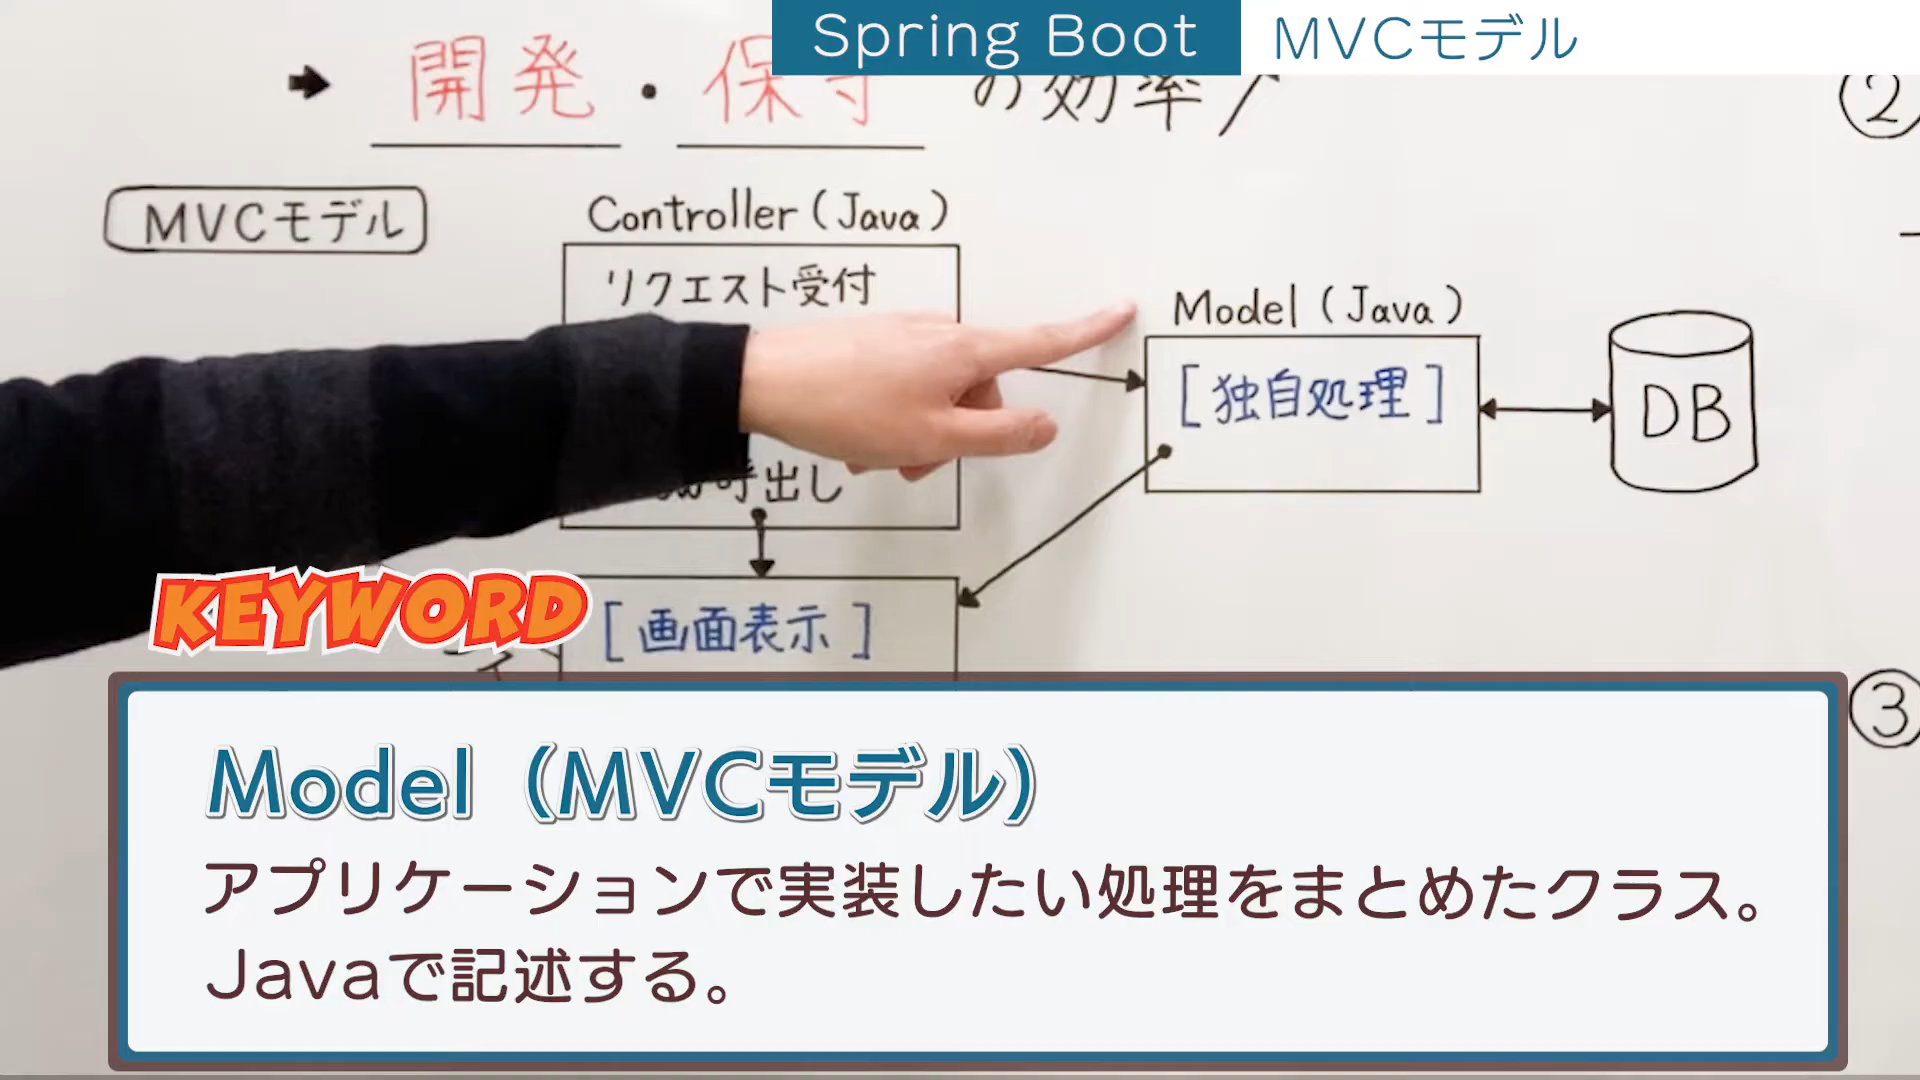 Spring Boot MVCモデル
➡ 開発・保守の効率
②
MVCモデル
Controller(Java)
リクエスト受付
Model(Java)
[独自処理]
DB
呼出し
KEYWORD
[画面表示]
③
Model（MVCモデル）
アプリケーションで実装したい処理をまとめたクラス。
Javaで記述する。